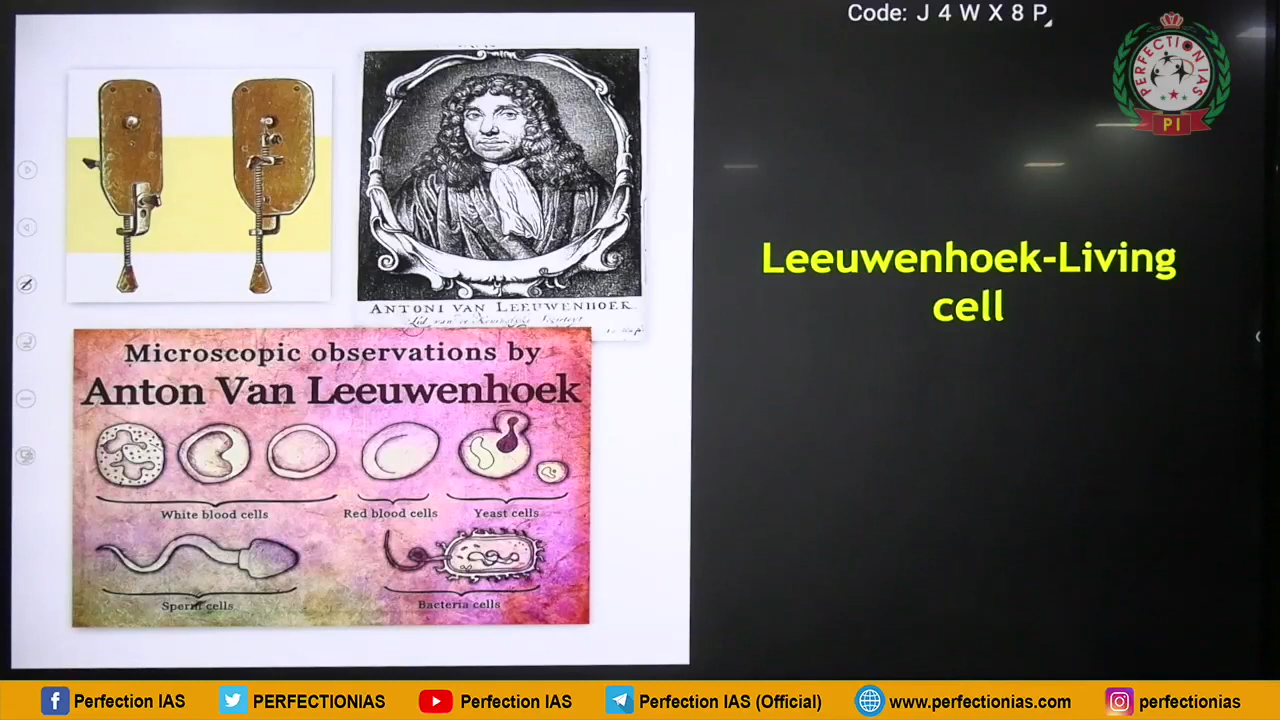 Code: J 4 W X 8 P
PERFECTION IAS
PI
ANTONI VAN LEEUWENHOEK.
Microscopic observations by
Anton Van Leeuwenhoek
White blood cells
Red blood cells
Yeast cells
Sperm cells
Bacteria cells
Leeuwenhoek-Living
cell
Perfection IAS
PERFECTIONIAS
Perfection IAS
Perfection IAS (Official)
www.perfectionias.com
perfectionias